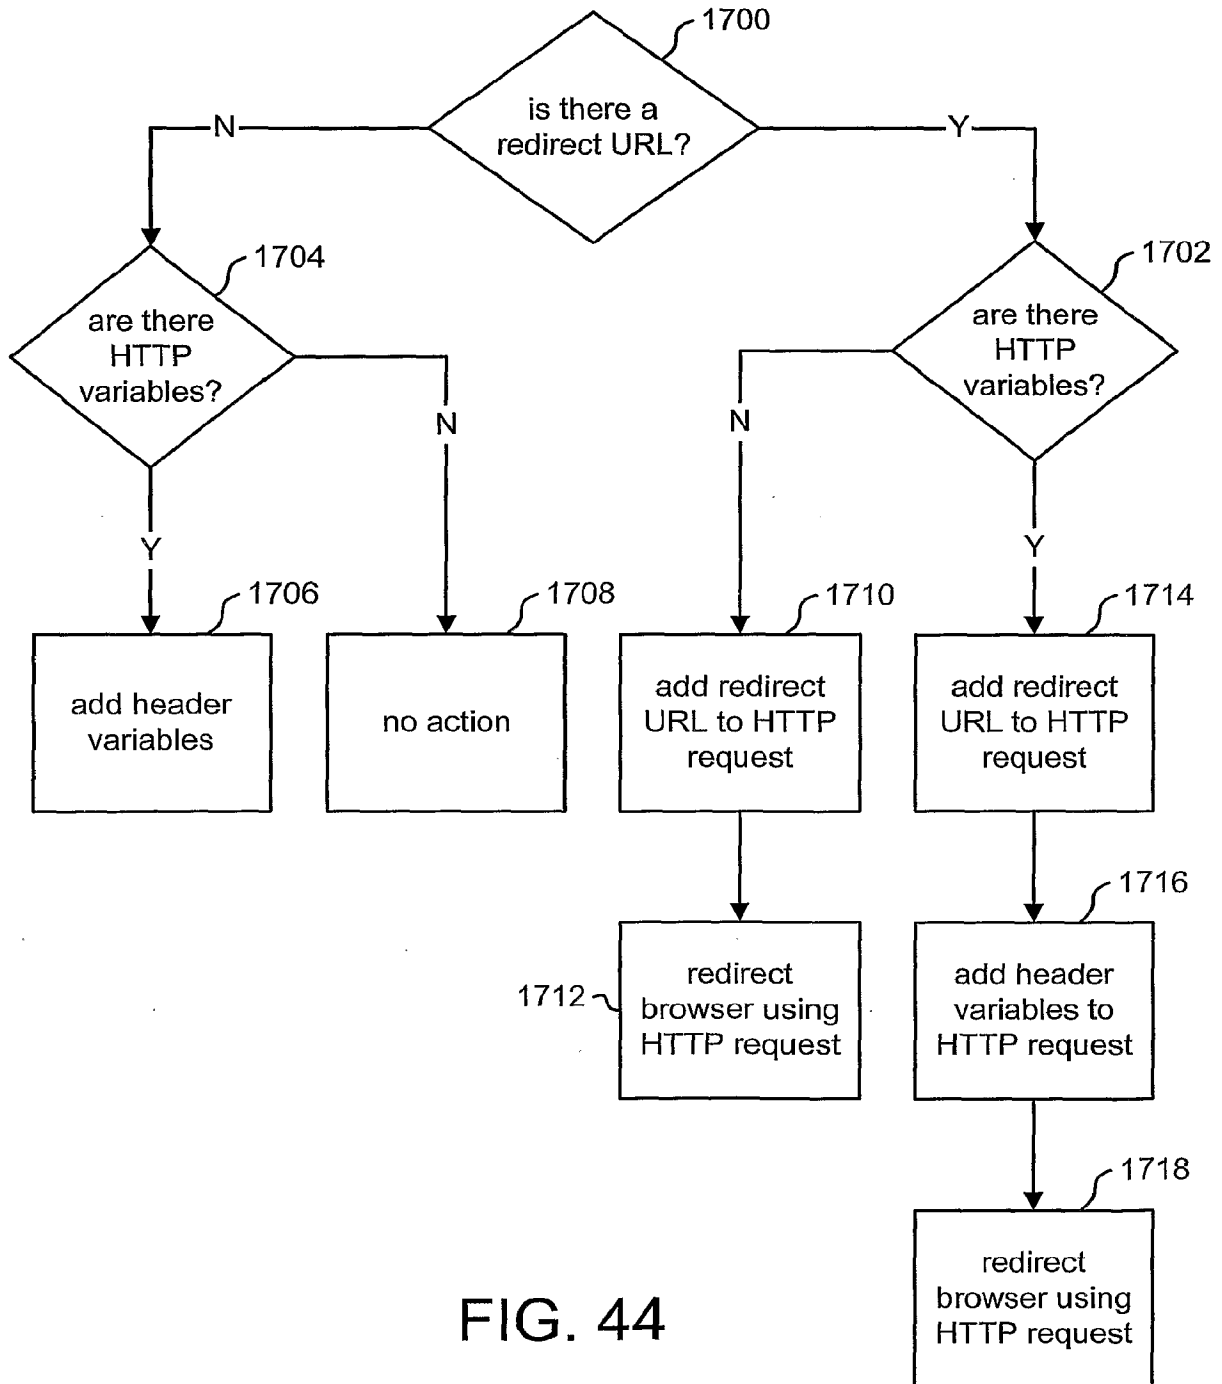 1700
is there a
redirect URL?
N
Y
1704
are there
HTTP
variables?
1702
are there
HTTP
variables?
N
N
Y
Y
1706
add header
variables
1708
no action
1710
add redirect
URL to HTTP
request
1714
add redirect
URL to HTTP
request
1712
redirect
browser using
HTTP request
1716
add header
variables to
HTTP request
1718
redirect
browser using
HTTP request
FIG. 44